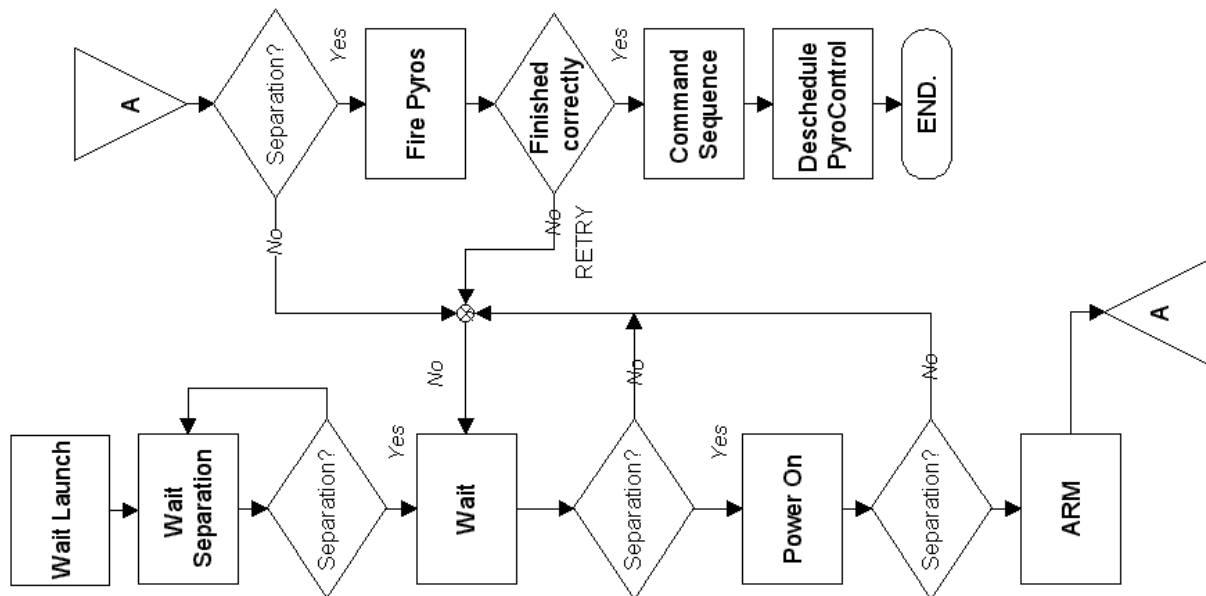 Wait Launch
Wait
Separation
Separation?
Yes
No
Wait
Separation?
No
Yes
Power On
Separation?
No
ARM
A
A
Separation?
No
Yes
Fire Pyros
Finished
correctly
No
RETRY
Yes
Command
Sequence
Deschedule
PyroControl
END.